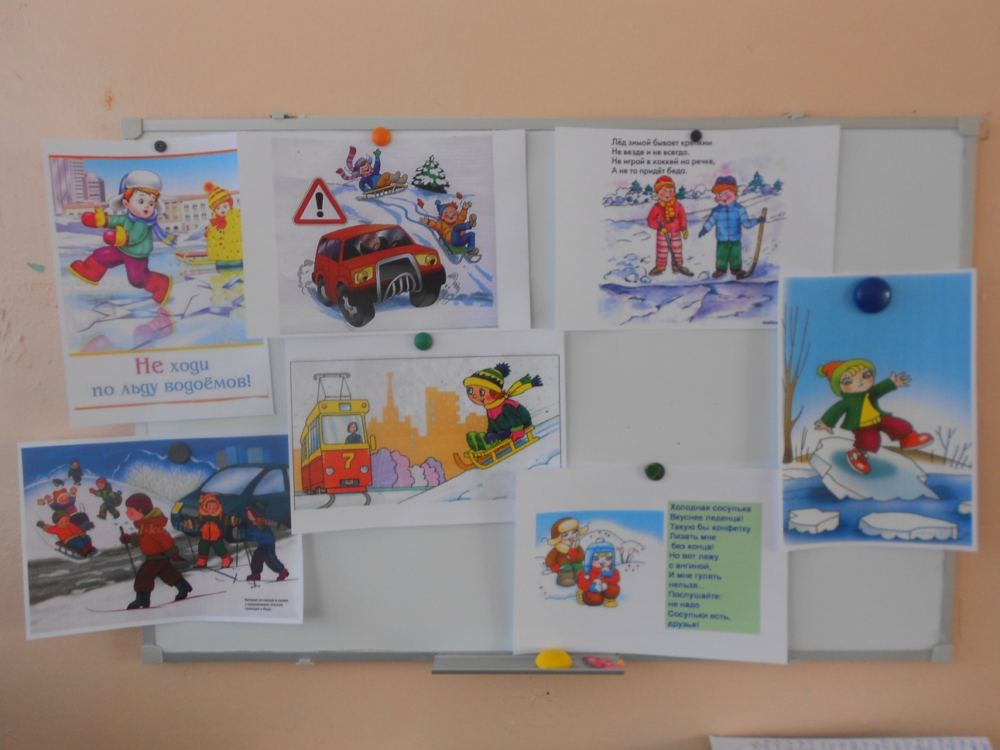 Лёд зимой бывает крепким
Не везде и не всегда.
Не играй в хоккей на речке,
А не то придёт беда.
Не ходи
по льду водоёмов!
7
Холодная сосулька
Вкуснее леденца!
Такую бы конфетку
Лизать мне
без конца!
Но вот лежу
с ангиной,
И мне гулять
нельзя...
Послушайте:
не надо
Сосульки есть,
друзья!